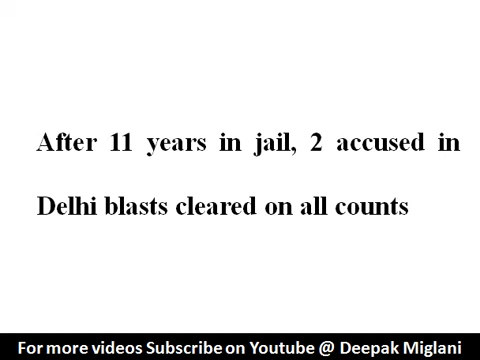 After 11 years in jail, 2 accused in
Delhi blasts cleared on all counts
For more videos Subscribe on Youtube @ Deepak Miglani